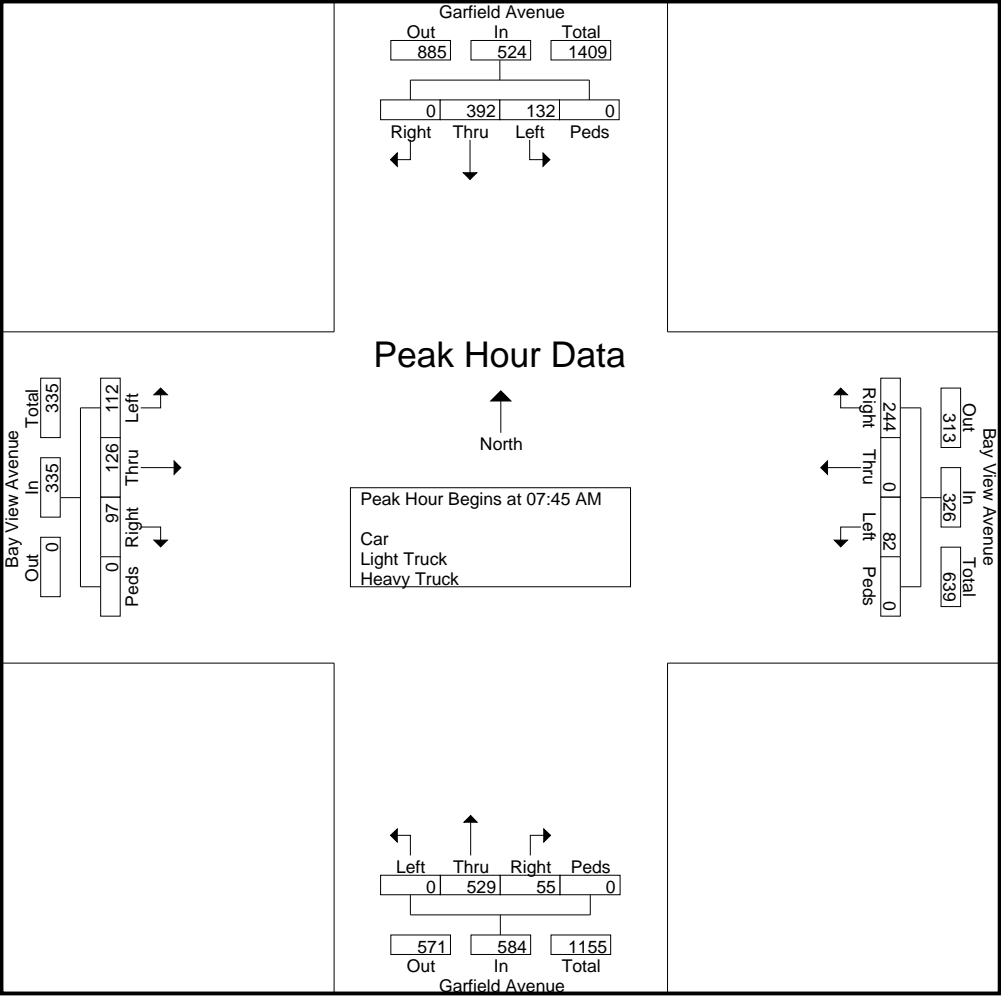 Garfield Avenue
Out In Total
885 524 1409
0 392 132 0
Right Thru Left Peds
Peak Hour Data
North
Peak Hour Begins at 07:45 AM
Car
Light Truck
Heavy Truck
Bay View Avenue
Out In Total
0 335 335
Left Thru Right Peds
112 126 97 0
Bay View Avenue
Out In Total
313 326 639
Right Thru Left Peds
244 0 82 0
Left Thru Right Peds
0 529 55 0
571 584 1155
Out In Total
Garfield Avenue